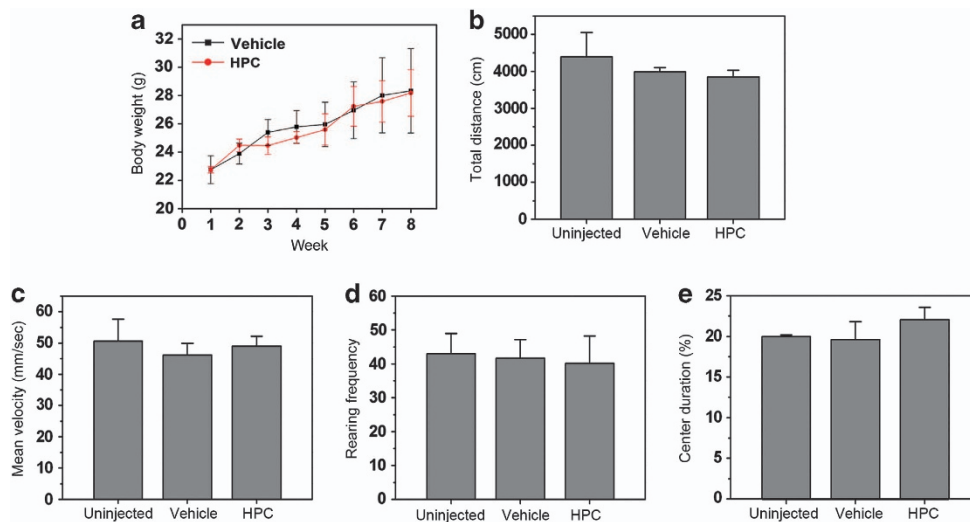 a
Body weight (g)
32
30
28
26
24
22
20
Vehicle
HPC
0 1 2 3 4 5 6 7 8
Week
b
Total distance (cm)
5000
4000
3000
2000
1000
0
Uninjected Vehicle HPC
c
Mean velocity (mm/sec)
60
50
40
30
20
10
0
Uninjected Vehicle HPC
d
Rearing frequency
60
50
40
30
20
10
0
Uninjected Vehicle HPC
e
Center duration (%)
25
20
15
10
5
0
Uninjected Vehicle HPC